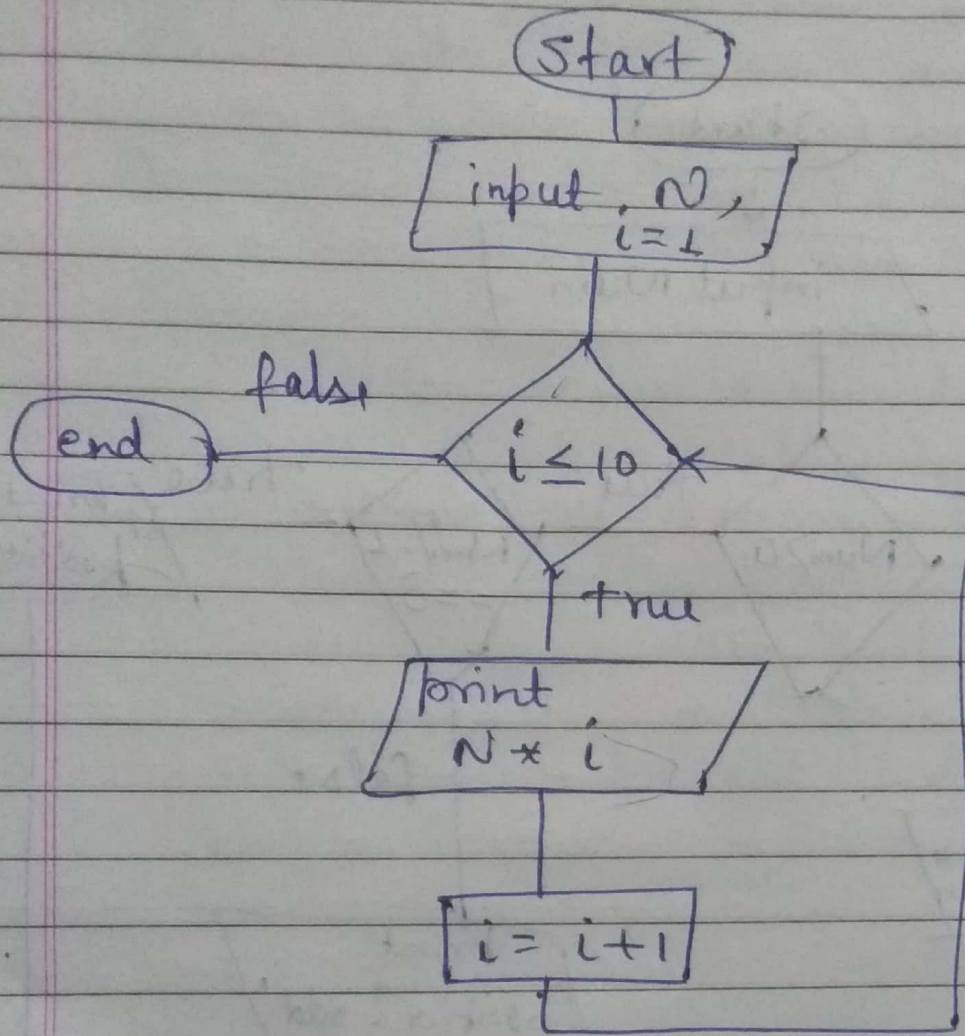 Start
input, N,
i = 1
false
end
i ≤ 10
true
print
N * i
i = i + 1